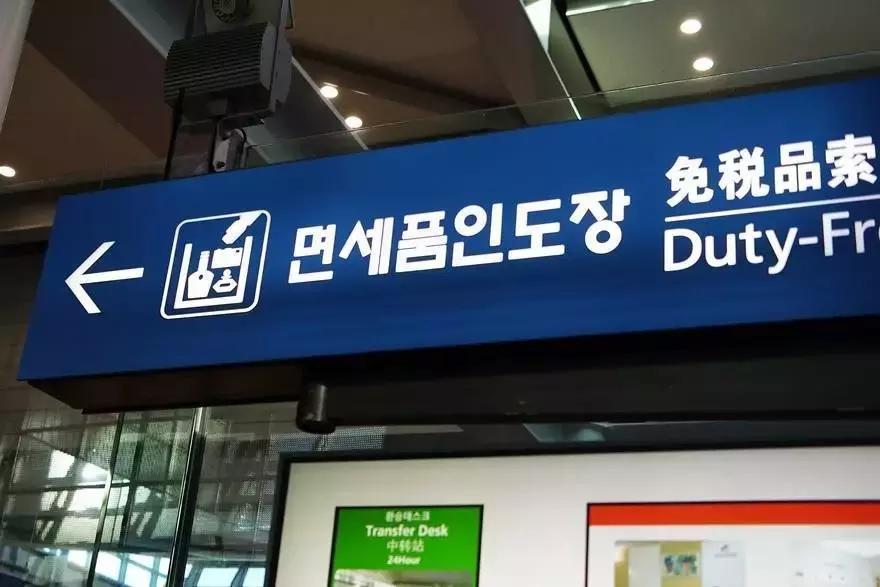 면세품인도장
免税品索
Duty-Fr
환승데스크
Transfer Desk
中转站
24Hour